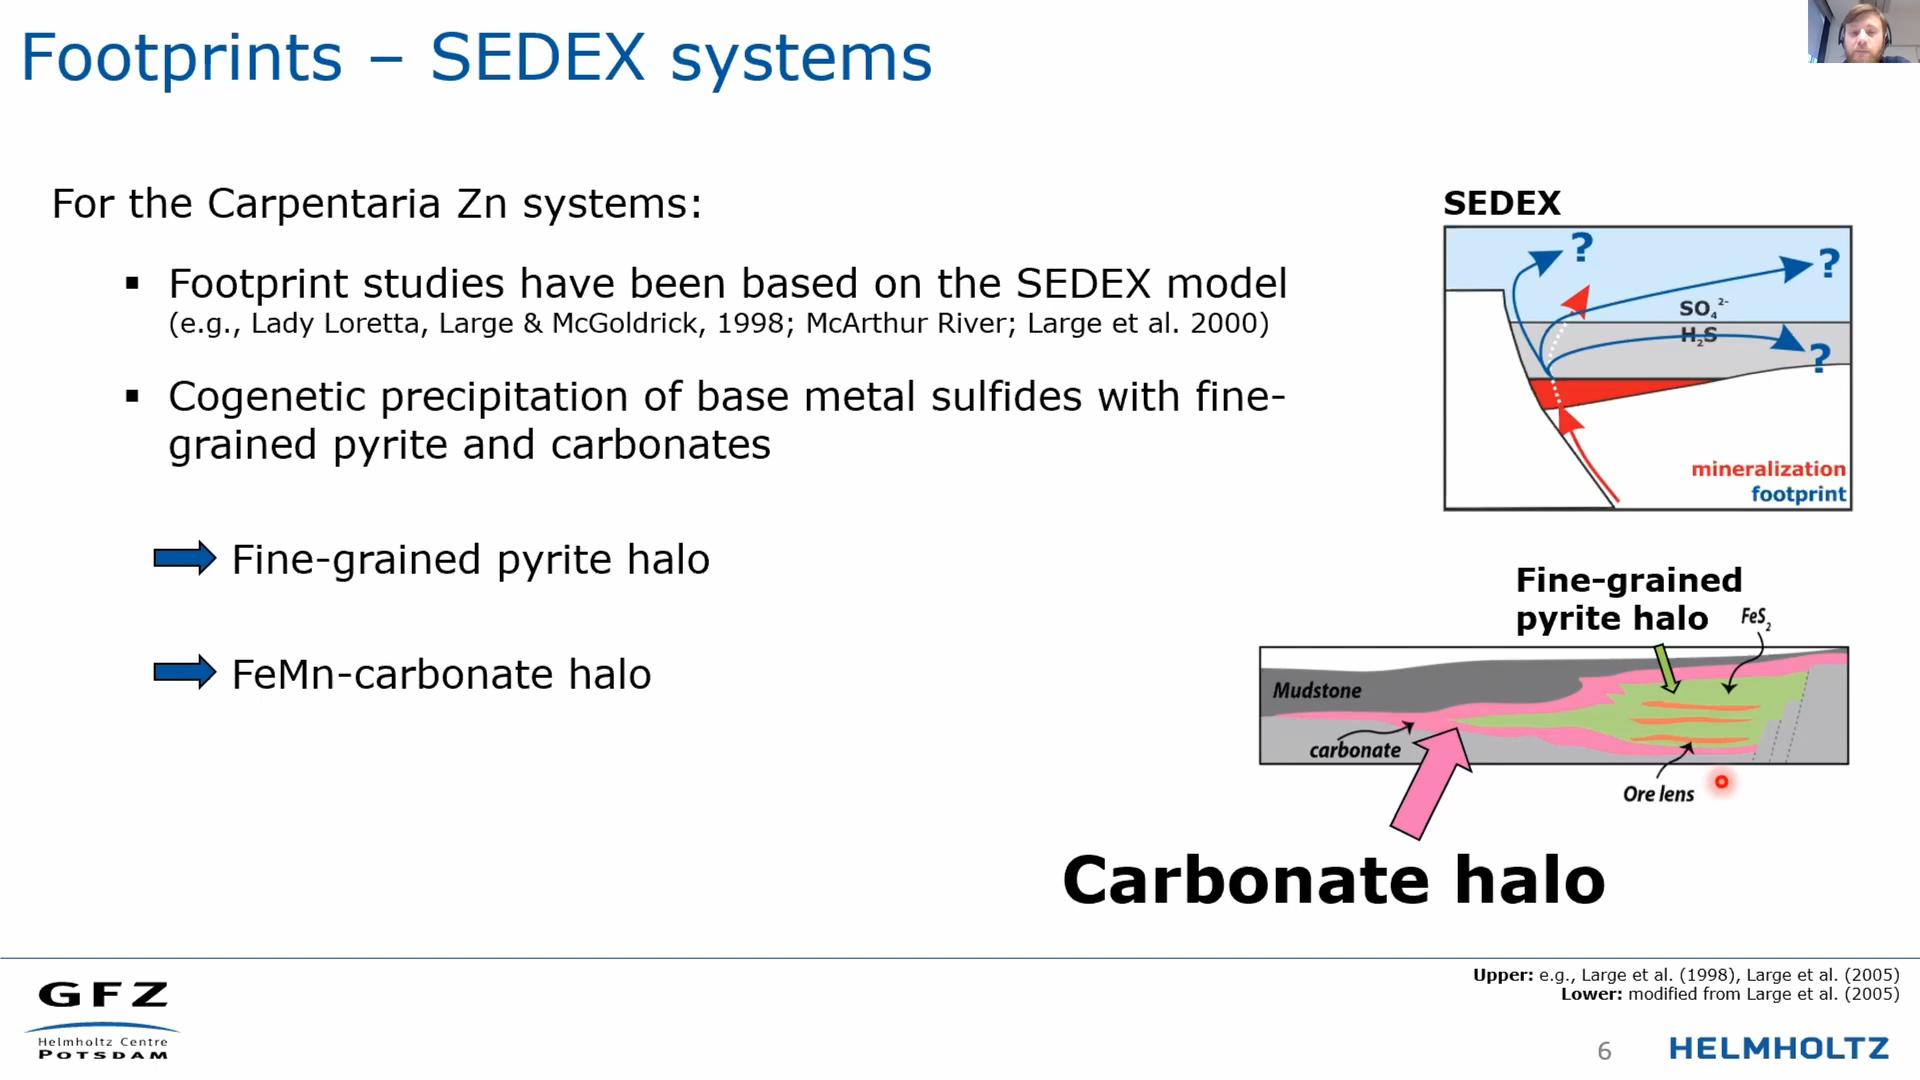 Footprints – SEDEX systems
For the Carpentaria Zn systems:
▪ Footprint studies have been based on the SEDEX model
(e.g., Lady Loretta, Large & McGoldrick, 1998; McArthur River; Large et al. 2000)
▪ Cogenetic precipitation of base metal sulfides with fine-
grained pyrite and carbonates
Fine-grained pyrite halo
FeMn-carbonate halo
SEDEX
?
?
SO₄²⁻
H₂S
?
mineralization
footprint
Fine-grained
pyrite halo
FeS₂
Mudstone
carbonate
Ore lens
Carbonate halo
Upper: e.g., Large et al. (1998), Large et al. (2005)
Lower: modified from Large et al. (2005)
GFZ
Helmholtz Centre
POTSDAM
6
HELMHOLTZ